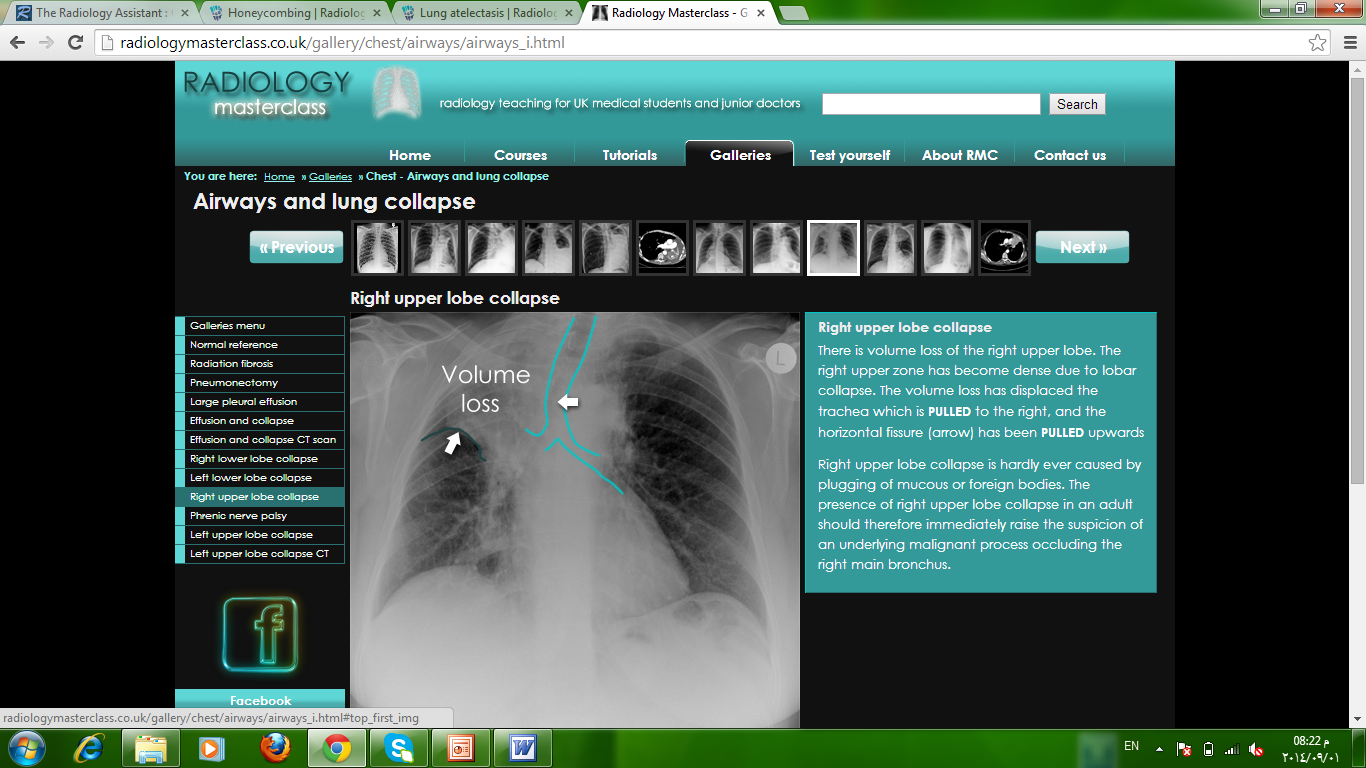 The Radiology Assistant :
Honeycombing | Radiolog
Lung atelectasis | Radiolog
Radiology Masterclass - G
radiologymasterclass.co.uk/gallery/chest/airways/airways_i.html
RADIOLOGY
masterclass
radiology teaching for UK medical students and junior doctors
Search
Home
Courses
Tutorials
Galleries
Test yourself
About RMC
Contact us
You are here: Home » Galleries » Chest - Airways and lung collapse
Airways and lung collapse
« Previous
Next »
Right upper lobe collapse
Galleries menu
Normal reference
Radiation fibrosis
Pneumonectomy
Large pleural effusion
Effusion and collapse
Effusion and collapse CT scan
Right lower lobe collapse
Left lower lobe collapse
Right upper lobe collapse
Phrenic nerve palsy
Left upper lobe collapse
Left upper lobe collapse CT
f
Facebook
Volume
loss
L
Right upper lobe collapse
There is volume loss of the right upper lobe. The
right upper zone has become dense due to lobar
collapse. The volume loss has displaced the
trachea which is PULLED to the right, and the
horizontal fissure (arrow) has been PULLED upwards
Right upper lobe collapse is hardly ever caused by
plugging of mucous or foreign bodies. The
presence of right upper lobe collapse in an adult
should therefore immediately raise the suspicion of
an underlying malignant process occluding the
right main bronchus.
radiologymasterclass.co.uk/gallery/chest/airways/airways_i.html#top_first_img
EN
08:22 م
٢٠١٤/٠٩/٠١